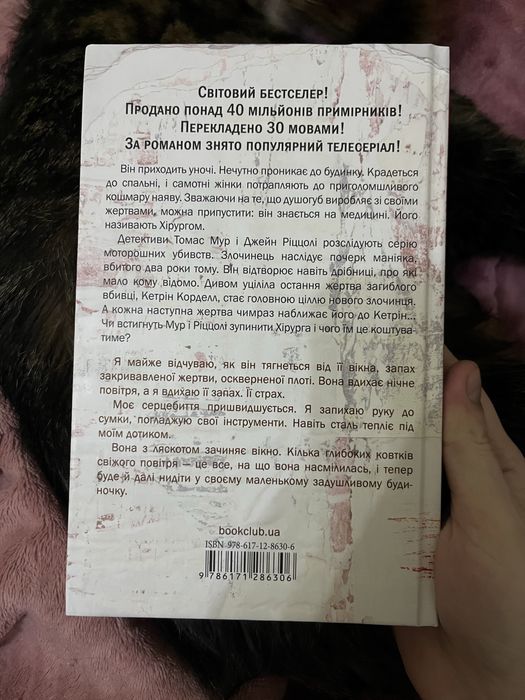 Світовий бестселер!
Продано понад 40 мільйонів примірників!
Перекладено 30 мовами!
За романом знято популярний телесеріал!
Він приходить уночі. Нечутно проникає до будинку. Крадеться
до спальні, і самотні жінки потрапляють до приголомшливого
кошмару наяву. Зважаючи на те, що душогуб виробляє зі своїми
жертвами, можна припустити: він знається на медицині. Його
називають Хірургом.
Детективи Томас Мур і Джейн Ріццолі розслідують серію
моторошних убивств. Злочинець наслідує почерк маніяка,
вбитого два роки тому. Він відтворює навіть дрібниці, про які
мало кому відомо. Дивом уціліла остання жертва загиблого
вбивці, Кетрін Корделл, стає головною ціллю нового злочинця.
А кожна наступна жертва чимраз наближає його до Кетрін...
Чи встигнуть Мур і Ріццолі зупинити Хірурга і чого їм це коштува-
тиме?
Я майже відчуваю, як він тягнеться від її вікна, запах
закривавленої жертви, оскверненої плоті. Вона вдихає нічне
повітря, а я вдихаю її запах. Її страх.
Моє серцебиття пришвидшується. Я запихаю руку до
сумки, погладжую свої інструменти. Навіть сталь тепліє під
моїм дотиком.
Вона з ляскотом зачиняє вікно. Кілька глибоких ковтків
свіжого повітря — це все, на що вона насмілилась, і тепер
буде й далі нидіти у своєму маленькому задушливому буди-
ночку.
bookclub.ua
ISBN 978-617-12-8630-6
9 786171 286306